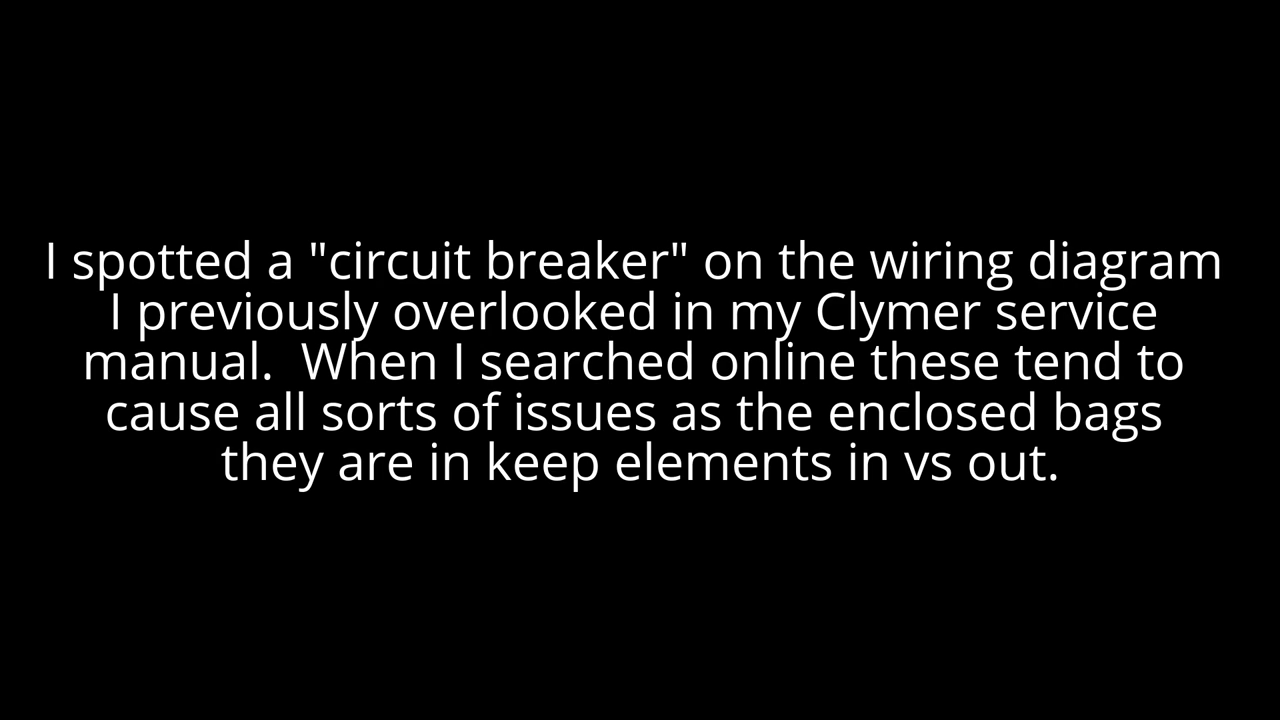 I spotted a "circuit breaker" on the wiring diagram
I previously overlooked in my Clymer service
manual.  When I searched online these tend to
cause all sorts of issues as the enclosed bags
they are in keep elements in vs out.